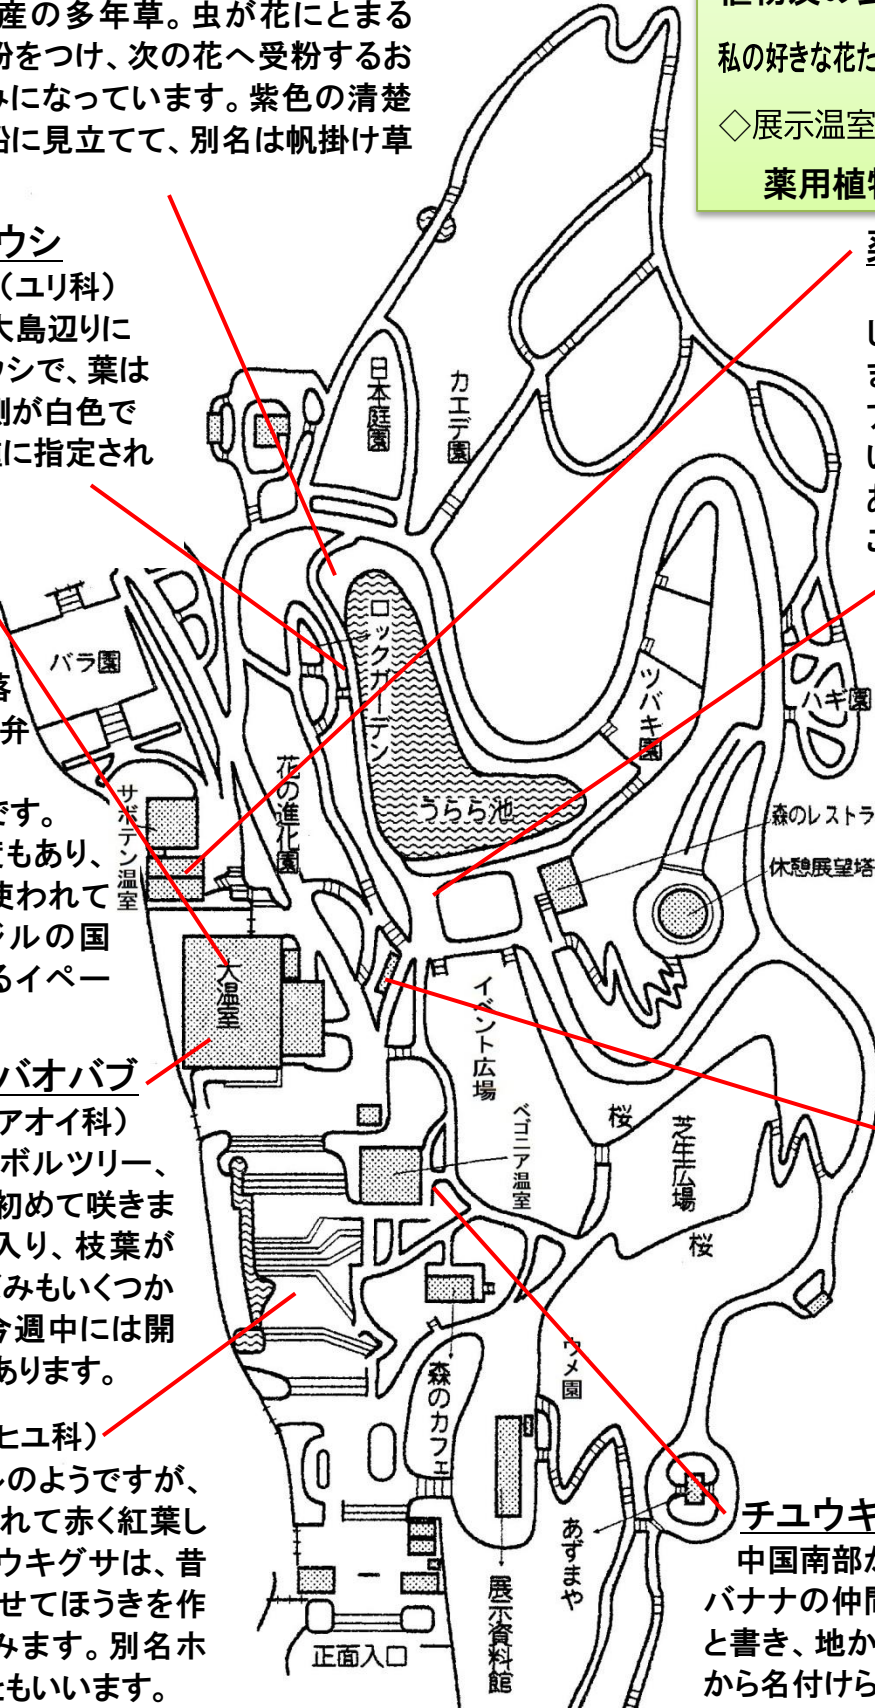 産の多年草。虫が花にとまる
粉をつけ、次の花へ受粉するお
みになっています。紫色の清楚
船に見立てて、別名は帆掛け草
私の好きな花た
◇展示温室
薬用植物
ウシ
（ユリ科）
大島辺りに
ウシで、葉は
側が白色で
に指定され
日本庭園
カエデ園
ロックガーデン
うらら池
ツバキ園
ハギ園
バラ園
弁
サボテン温室
花の進化園
森のレストラ
休憩展望塔
です。
もあり、
使われて
ジルの国
るイペー
大温室
イベント広場
バオバブ
アオイ科）
ボルツリー、
初めて咲きま
入り、枝葉が
みもいくつか
今週中には開
あります。
ベゴニア温室
桜
芝生広場
桜
ウメ園
森のカフェ
ヒユ科）
ルのようですが、
れて赤く紅葉し
ウキグサは、昔
せてほうきを作
みます。別名ホ
もいいます。
あずまや
展示資料館
正面入口
チユウキ
中国南部か
バナナの仲間
と書き、地か
から名付けら